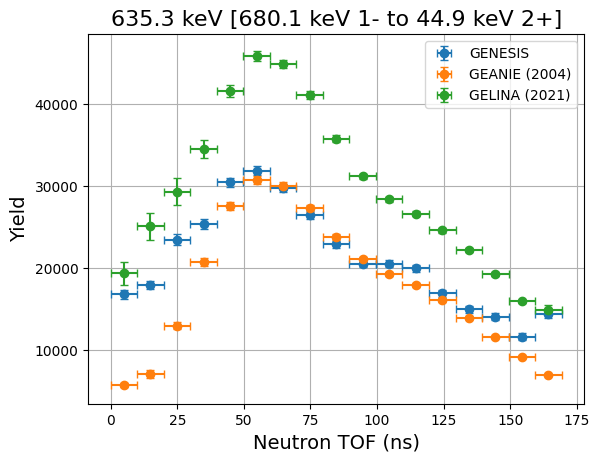 635.3 keV [680.1 keV 1- to 44.9 keV 2+]
GENESIS
GEANIE (2004)
GELINA (2021)
Yield
40000
30000
20000
10000
0 25 50 75 100 125 150 175
Neutron TOF (ns)